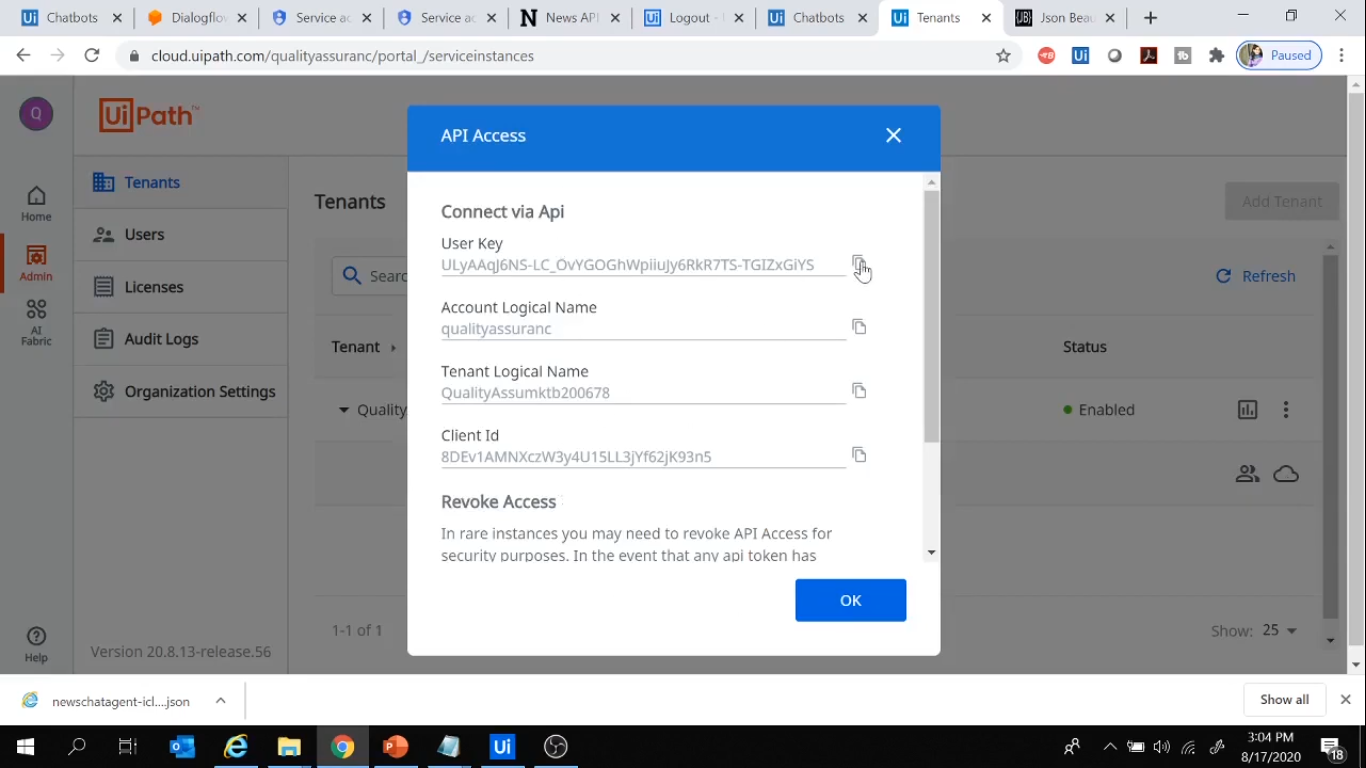 Chatbots
Dialogflo
Service ac
Service ac
News API
Logout -
Chatbots
Tenants
Json Beau
cloud.uipath.com/qualityassuranc/portal_/serviceinstances
Paused
Q
UiPath™
Home
Admin
AI
Fabric
Help
Tenants
Users
Licenses
Audit Logs
Organization Settings
Version 20.8.13-release.56
Tenants
Add Tenant
Searc
Refresh
Tenant
Status
Quality
Enabled
1-1 of 1
Show: 25
API Access
Connect via Api
User Key
ULyAAqJ6NS-LC_OvYGOGhWpiiuJy6RkR7TS-TGIZxGiYS
Account Logical Name
qualityassuranc
Tenant Logical Name
QualityAssumktb200678
Client Id
8DEv1AMNXczW3y4U15LL3jYf62jK93n5
Revoke Access
In rare instances you may need to revoke API Access for
security purposes. In the event that any api token has
OK
newschatagent-icl....json
Show all
3:04 PM
8/17/2020
18